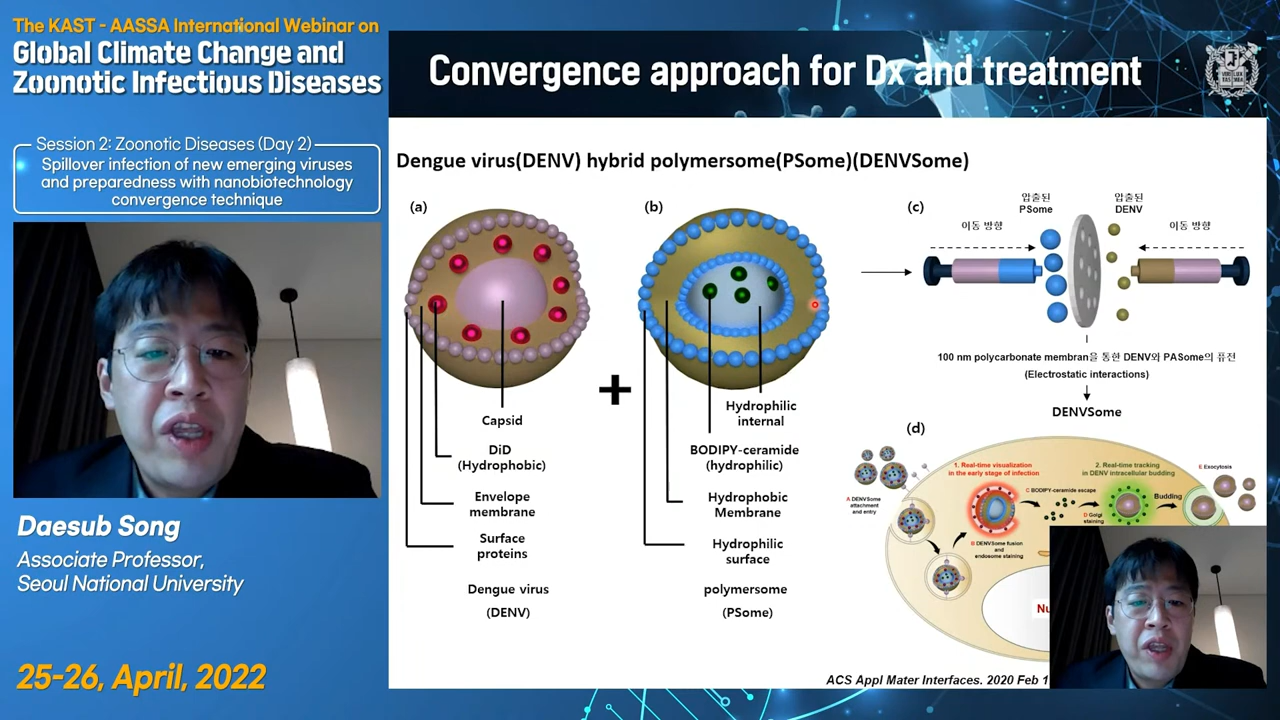 The KAST - AASSA International Webinar on
Global Climate Change and
Zoonotic Infectious Diseases
Session 2: Zoonotic Diseases (Day 2)
Spillover infection of new emerging viruses
and preparedness with nanobiotechnology
convergence technique
Daesub Song
Associate Professor,
Seoul National University
25-26, April, 2022
Convergence approach for Dx and treatment
Dengue virus(DENV) hybrid polymersome(PSome)(DENVSome)
(a)
Capsid
DiD
(Hydrophobic)
Envelope
membrane
Surface
proteins
Dengue virus
(DENV)
+
(b)
Hydrophilic
internal
BODIPY-ceramide
(hydrophilic)
Hydrophobic
Membrane
Hydrophilic
surface
polymersome
(PSome)
(c)
압출된
PSome
압출된
DENV
이동 방향
이동 방향
100 nm polycarbonate membran을 통한 DENV와 PASome의 퓨전
(Electrostatic interactions)
DENVSome
(d)
1. Real-time visualization
in the early stage of infection
2. Real-time tracking
in DENV intracellular budding
A DENVSome
attachment
and entry
B DENVSome fusion
and
endosome staining
C BODIPY-ceramide escape
D Golgi
staining
Budding
E Exocytosis
Nu
ACS Appl Mater Interfaces. 2020 Feb 1